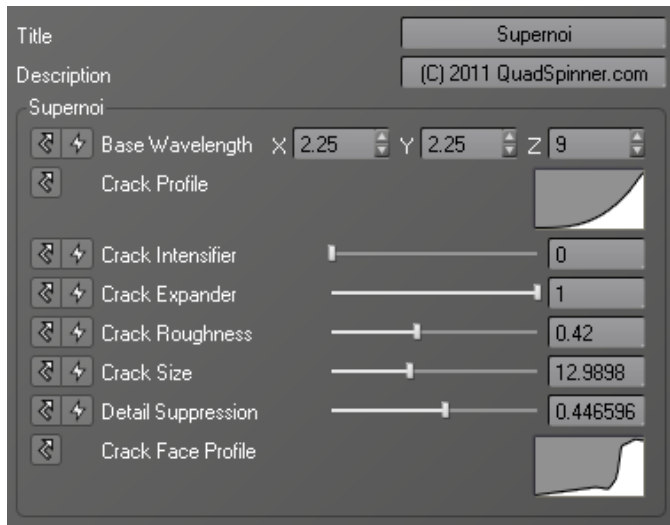 Title Supernoi
Description (C) 2011 QuadSpinner.com
Supernoi
Base Wavelength X 2.25 Y 2.25 Z 9
Crack Profile
Crack Intensifier 0
Crack Expander 1
Crack Roughness 0.42
Crack Size 12.9898
Detail Suppression 0.446596
Crack Face Profile